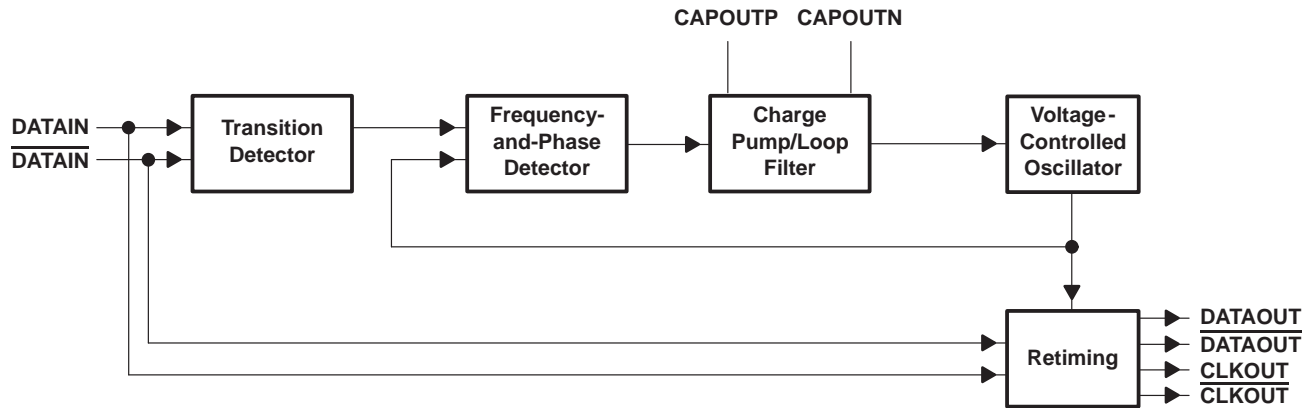 CAPOUTP CAPOUTN
DATAIN
DATAIN
Transition
Detector
Frequency-
and-Phase
Detector
Charge
Pump/Loop
Filter
Voltage-
Controlled
Oscillator
Retiming
DATAOUT
DATAOUT
CLKOUT
CLKOUT